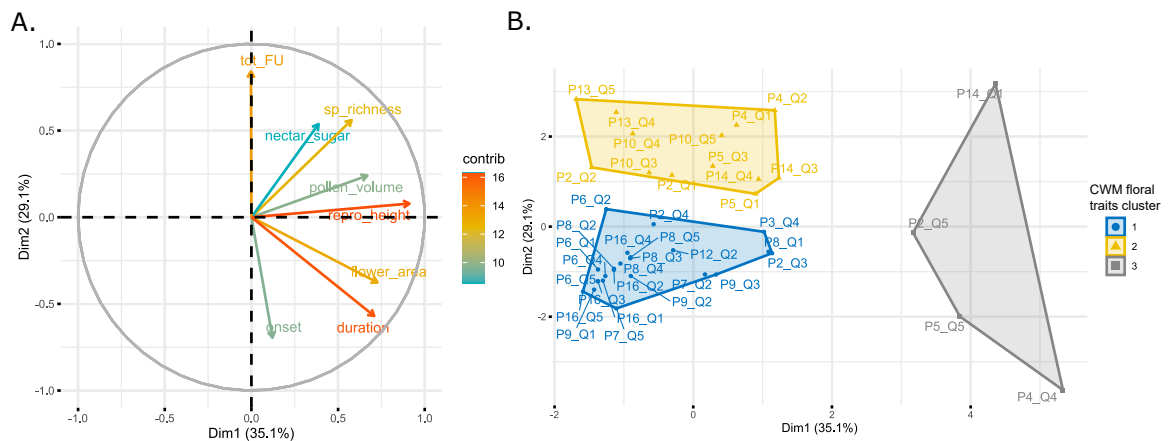 A.
1.0
0.5
0.0
−0.5
−1.0
Dim2 (29.1%)
tot_FU
sp_richness
nectar_sugar
pollen_volume
repro_height
flower_area
duration
onset
−1.0
−0.5
0.0
0.5
1.0
Dim1 (35.1%)
contrib
16
14
12
10
B.
2
0
-2
Dim2 (29.1%)
P13_Q5
P4_Q2
P13_Q4
P4_Q1
P10_Q4
P10_Q5
P10_Q3
P5_Q3
P2_Q2
P2_Q1
P14_Q4
P14_Q3
P5_Q1
P6_Q2
P2_Q4
P8_Q2
P3_Q4
P16_Q4
P8_Q5
P6_Q1
P12_Q2
P8_Q1
P6_Q4
P8_Q3
P8_Q4
P2_Q3
P6_Q5
P16_Q2
P7_Q2
P9_Q3
P16_Q3
P9_Q2
P16_Q5
P16_Q1
P9_Q1
P7_Q5
P14_Q1
P2_Q5
P5_Q5
P4_Q4
-2
0
2
4
Dim1 (35.1%)
CWM floral
traits cluster
1
2
3